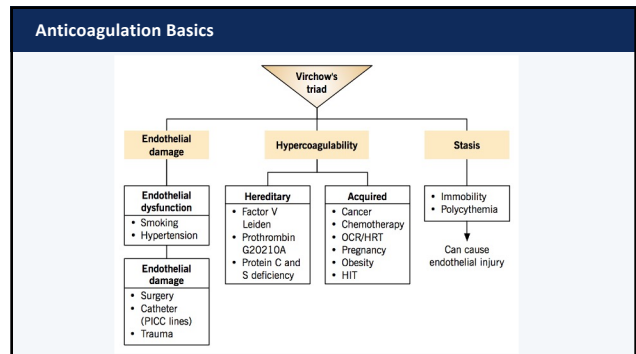 Anticoagulation Basics
Virchow's
triad
Endothelial
damage
Hypercoagulability
Stasis
Endothelial
dysfunction
• Smoking
• Hypertension
Endothelial
damage
• Surgery
• Catheter
(PICC lines)
• Trauma
Hereditary
• Factor V
Leiden
• Prothrombin
G20210A
• Protein C and
S deficiency
Acquired
• Cancer
• Chemotherapy
• OCR/HRT
• Pregnancy
• Obesity
• HIT
• Immobility
• Polycythemia
Can cause
endothelial injury